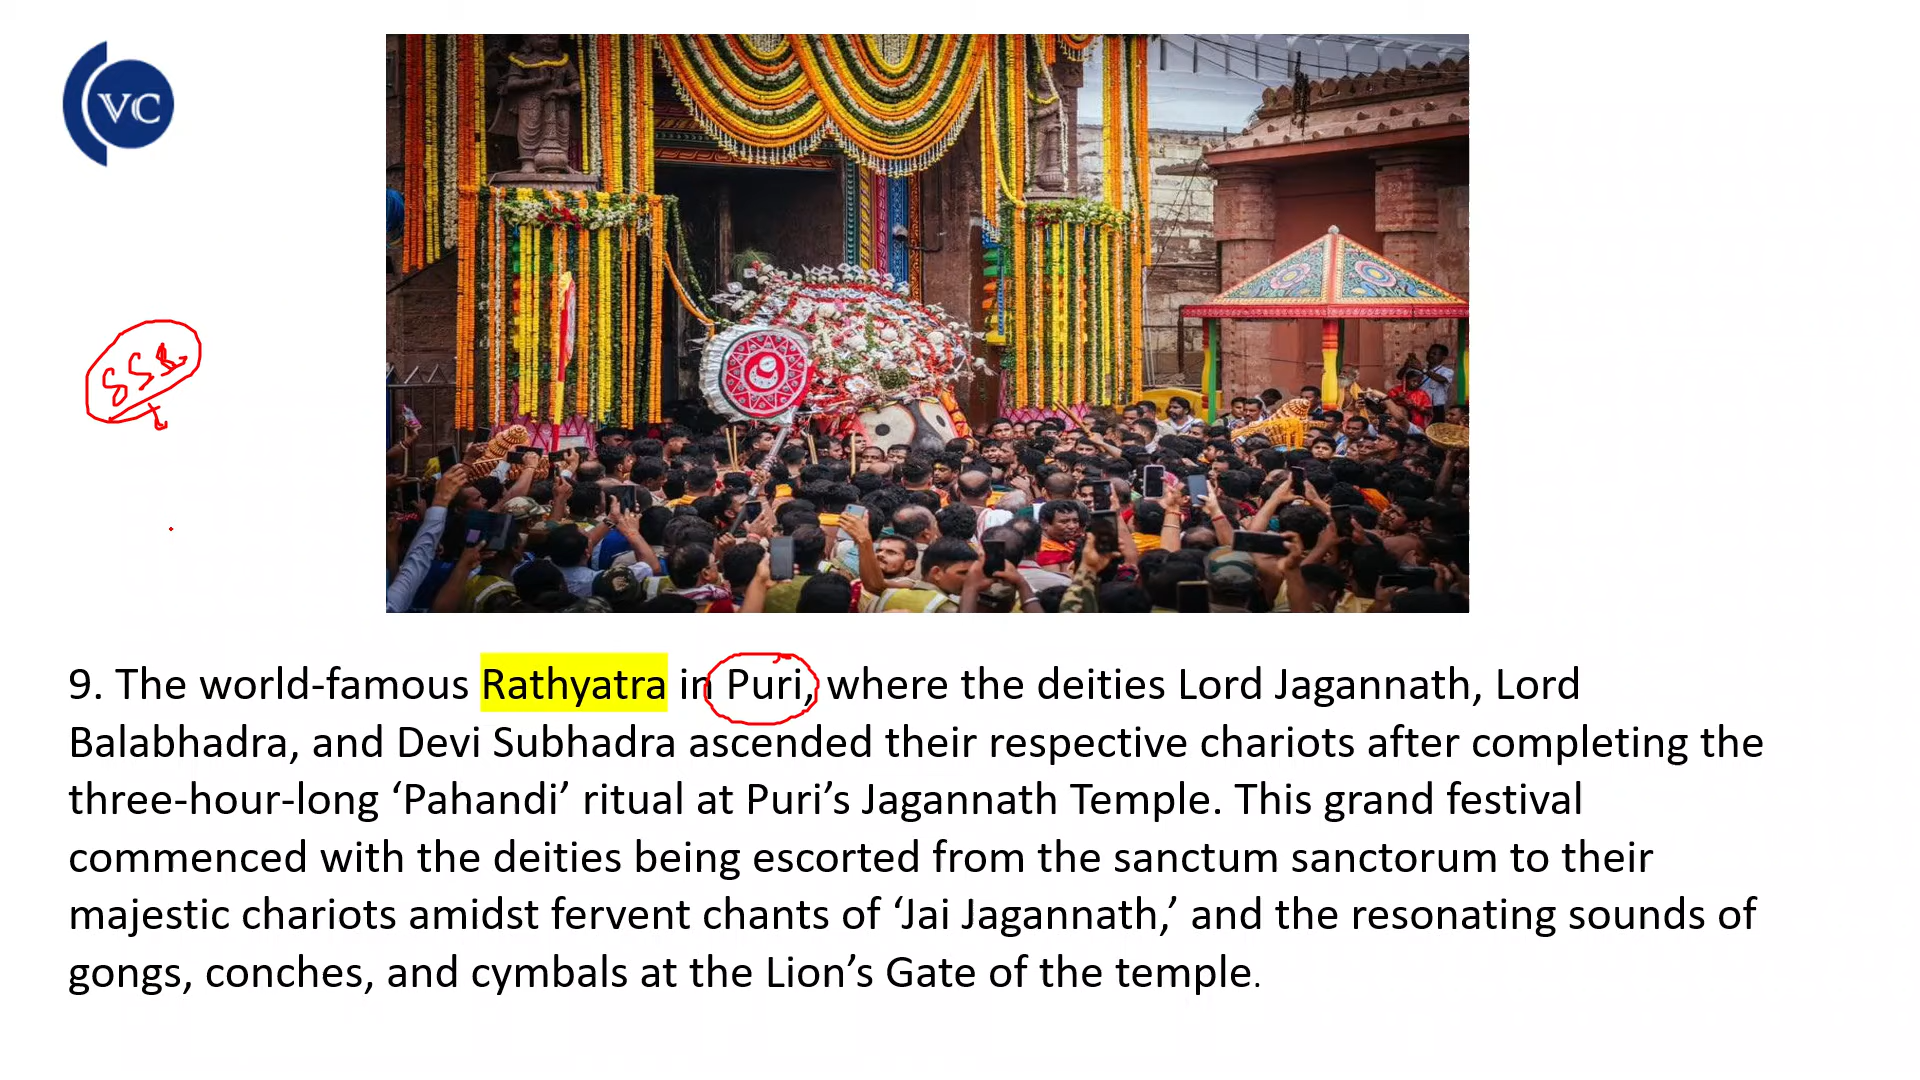 VC
9. The world-famous Rathyatra in Puri, where the deities Lord Jagannath, Lord
Balabhadra, and Devi Subhadra ascended their respective chariots after completing the
three-hour-long ‘Pahandi’ ritual at Puri’s Jagannath Temple. This grand festival
commenced with the deities being escorted from the sanctum sanctorum to their
majestic chariots amidst fervent chants of ‘Jai Jagannath,’ and the resonating sounds of
gongs, conches, and cymbals at the Lion’s Gate of the temple.